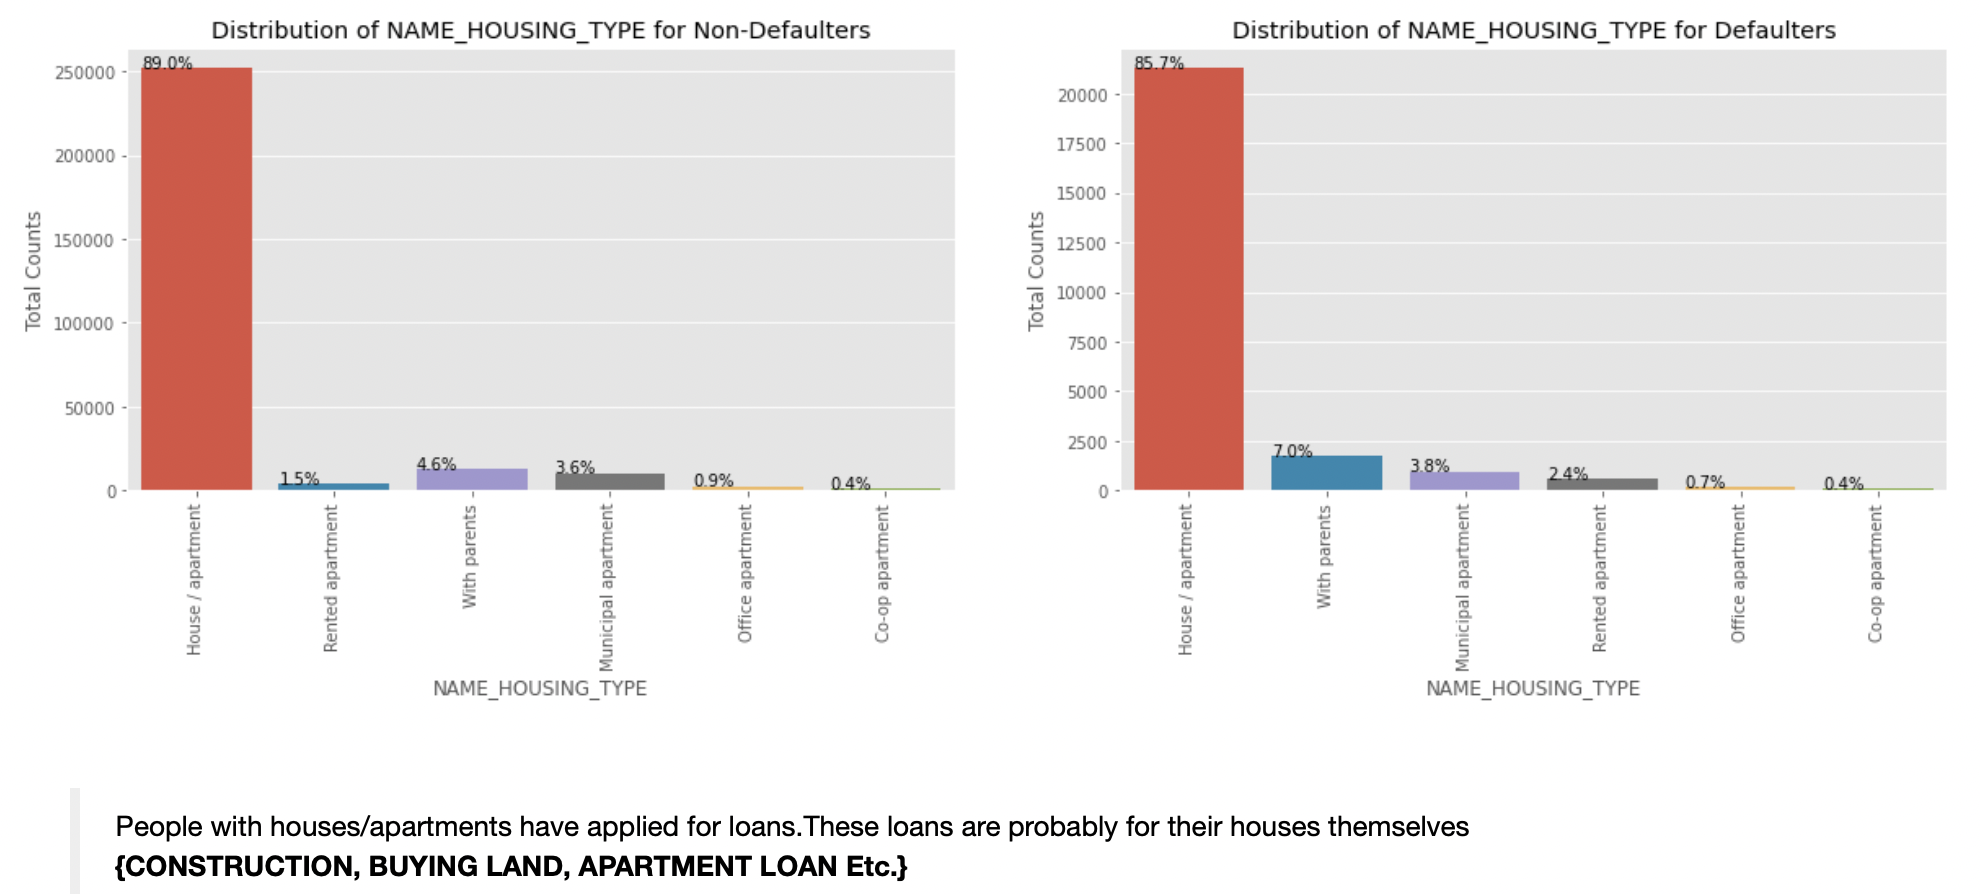 Distribution of NAME_HOUSING_TYPE for Non-Defaulters
Total Counts
250000
200000
150000
100000
50000
0
89.0%
1.5%
4.6%
3.6%
0.9%
0.4%
House / apartment
Rented apartment
With parents
Municipal apartment
Office apartment
Co-op apartment
NAME_HOUSING_TYPE
Distribution of NAME_HOUSING_TYPE for Defaulters
Total Counts
20000
17500
15000
12500
10000
7500
5000
2500
0
85.7%
7.0%
3.8%
2.4%
0.7%
0.4%
House / apartment
With parents
Municipal apartment
Rented apartment
Office apartment
Co-op apartment
NAME_HOUSING_TYPE
People with houses/apartments have applied for loans.These loans are probably for their houses themselves
{CONSTRUCTION, BUYING LAND, APARTMENT LOAN Etc.}